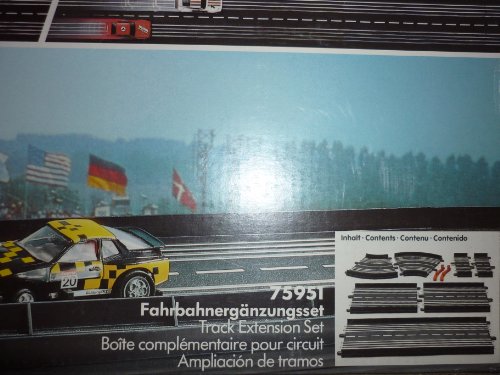 20
Inhalt · Contents · Contenu · Contenido
75951
Fahrbahnergänzungsset
Track Extension Set
Boîte complémentaire pour circuit
Ampliación de tramos